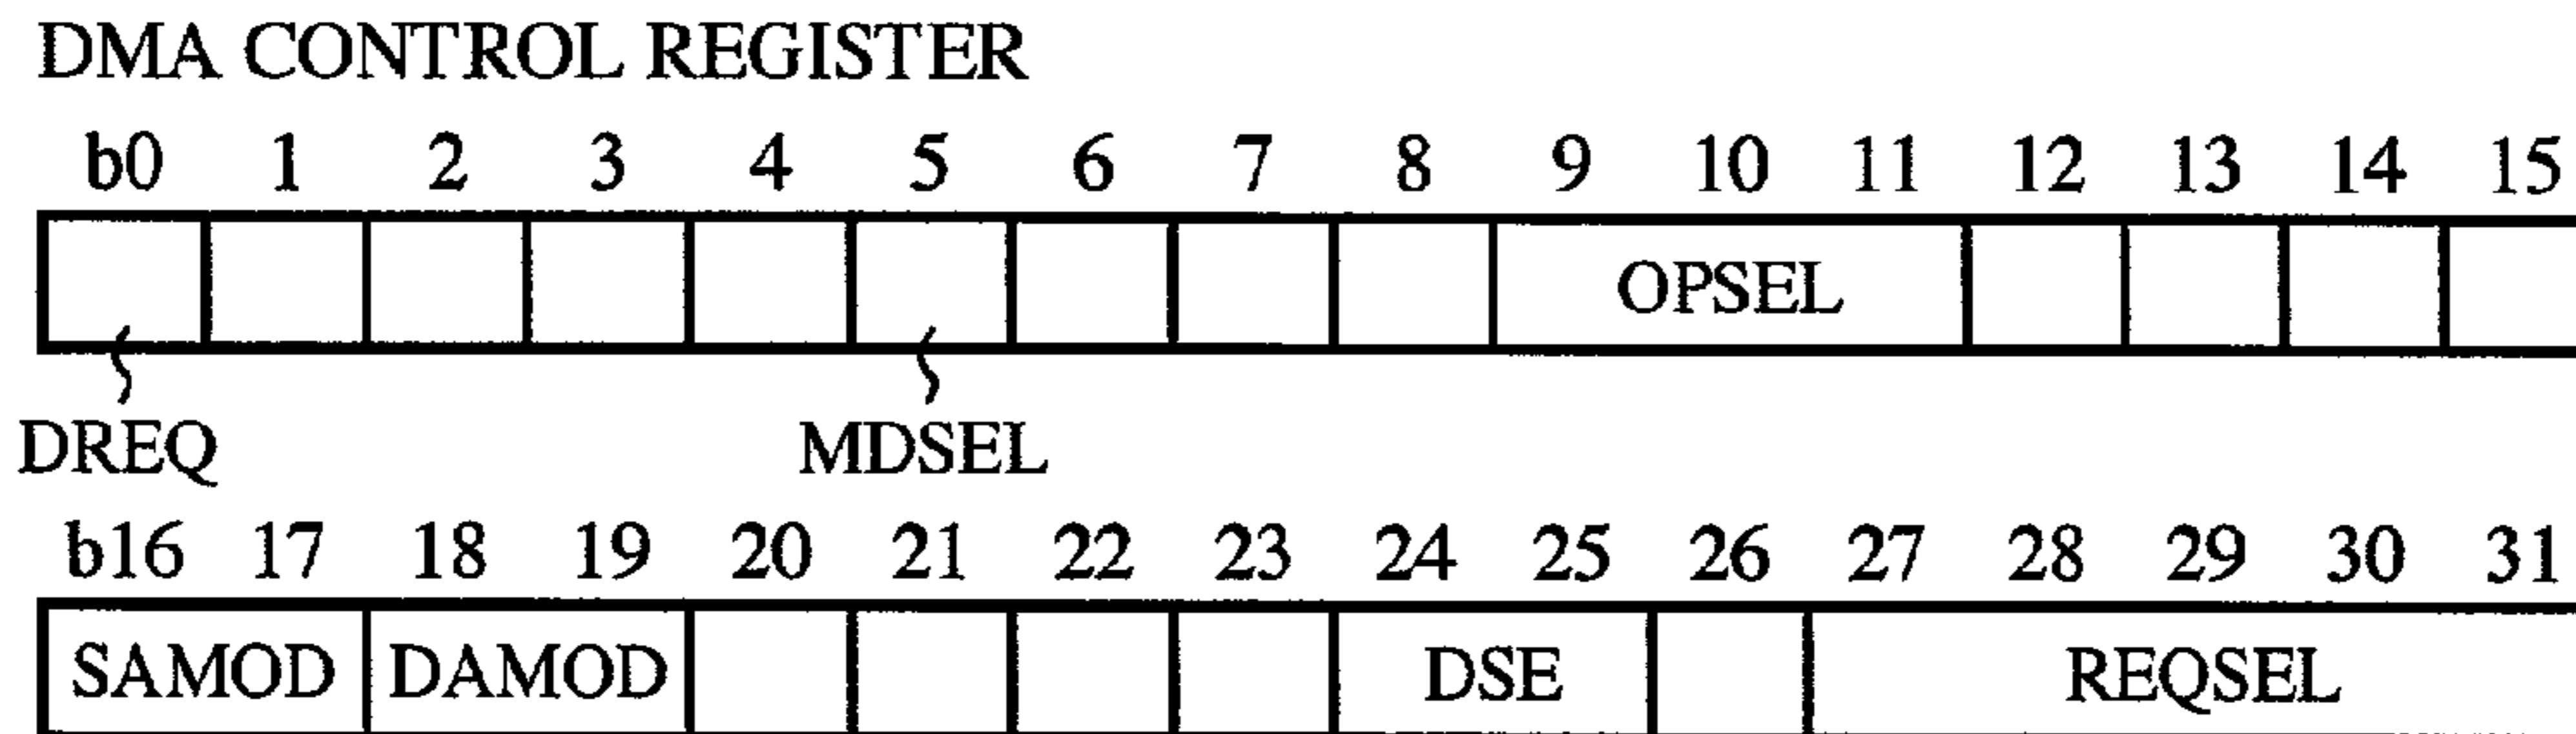 DMA CONTROL REGISTER
b0 1 2 3 4 5 6 7 8 9 10 11 12 13 14 15
OPSEL
DREQ MDSEL
b16 17 18 19 20 21 22 23 24 25 26 27 28 29 30 31
SAMOD DAMOD DSE REQSEL